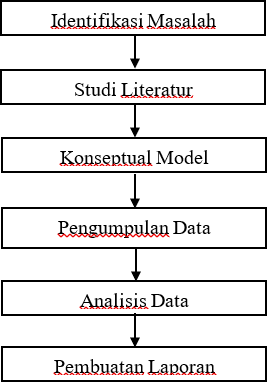 Identifikasi Masalah
Studi Literatur
Konseptual Model
Pengumpulan Data
Analisis Data
Pembuatan Laporan